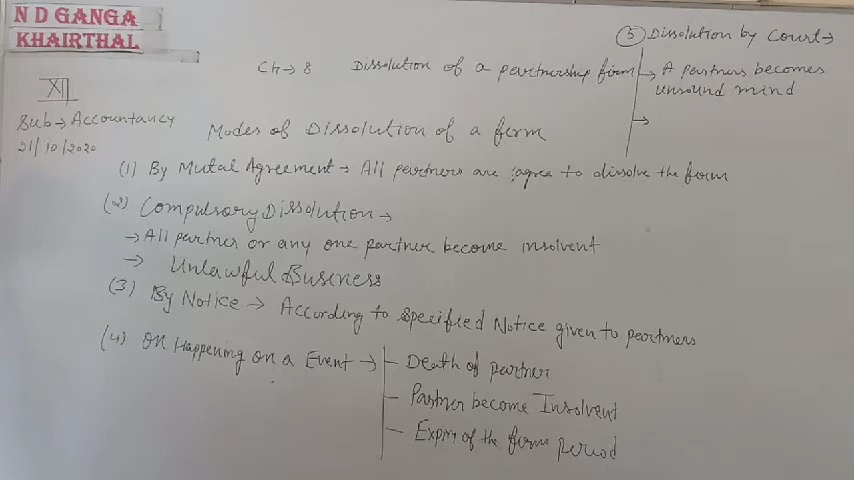 N D GANGA
KHAIRTHAL
XII
Sub → Accountancy
21/10/2020
Ch → 8 Dissolution of a partnership firm
Modes of Dissolution of a firm
(1) By Mutal Agreement → All partners are agree to dissolve the form
(2) Compulsory Dissolution →
→ All partner or any one partner become insolvent
→ Unlawful Business
(3) By Notice → According to specified Notice given to partners
(4) On Happening on a Event →
- Death of partner
- Partner become Insolvent
- Expiry of the form period
(5) Dissolution by Court →
→ A partners becomes
unsound mind
→